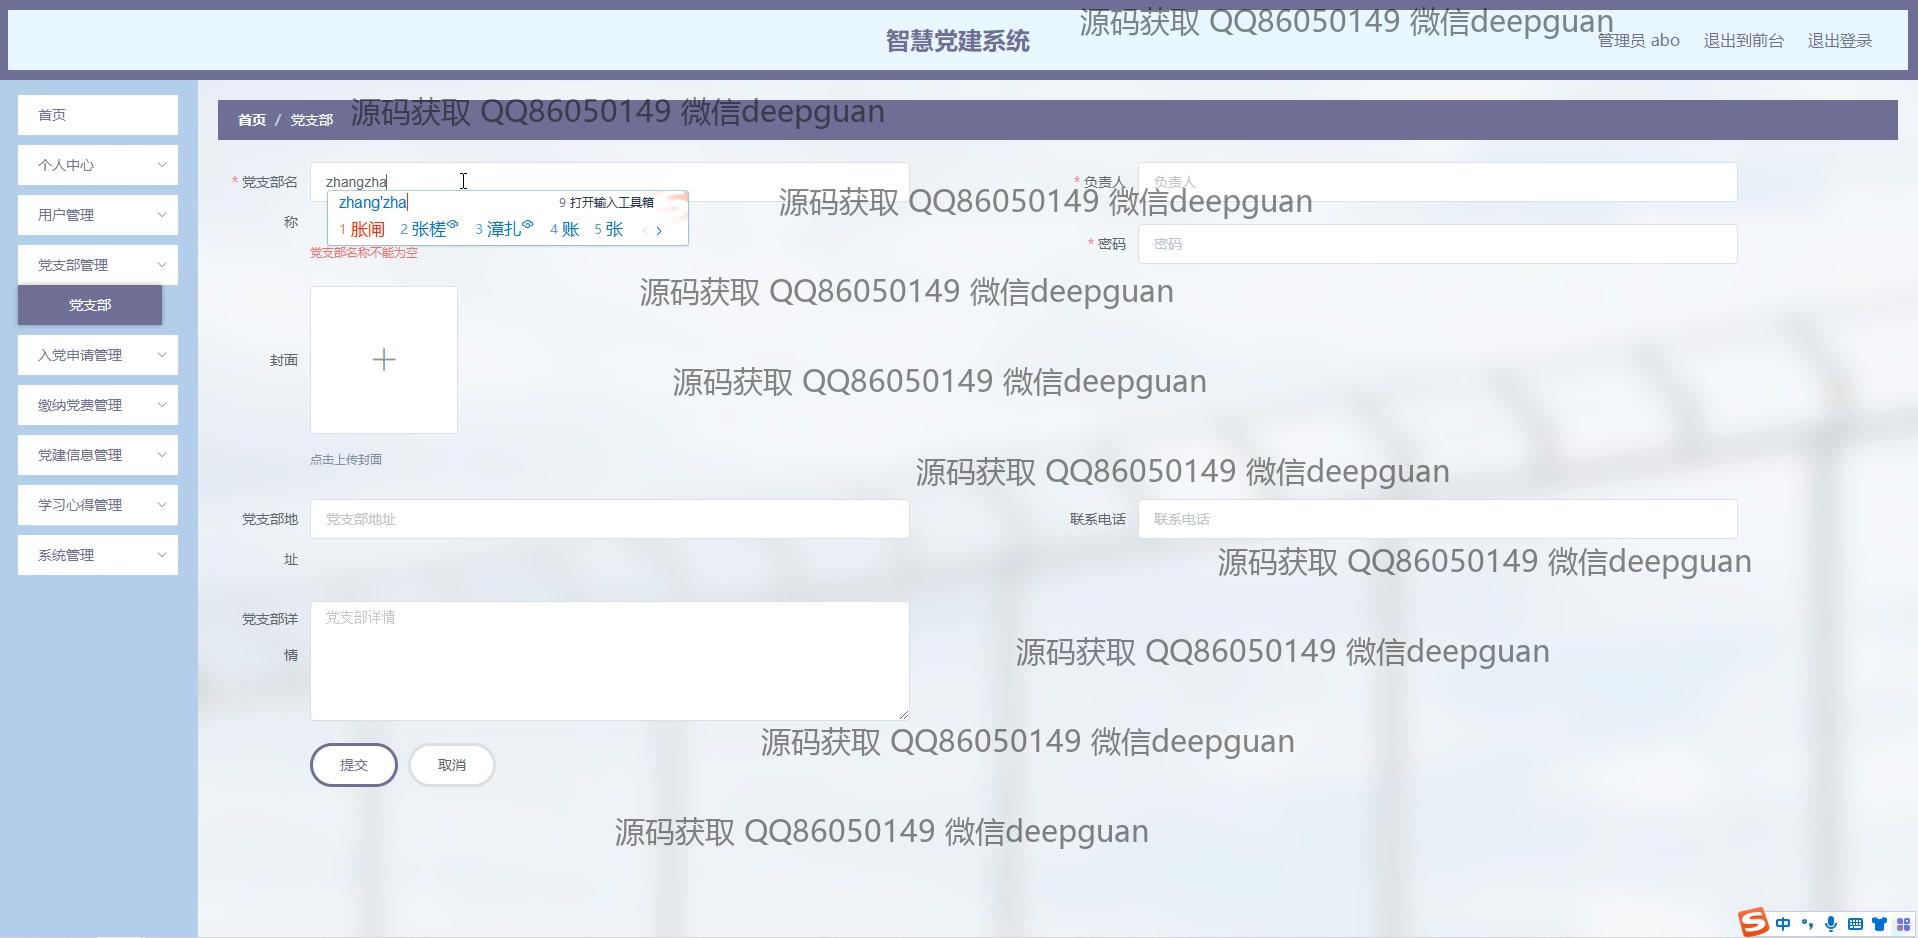 智慧党建系统
源码获取 QQ86050149 微信deepguan
管理员 abo 退出到前台 退出登录
首页
个人中心
用户管理
党支部管理
党支部
入党申请管理
缴纳党费管理
党建信息管理
学习心得管理
系统管理
首页 / 党支部
源码获取 QQ86050149 微信deepguan
* 党支部名称
zhangzha
zhang'zha
9 打开输入工具箱
1 胀闸 2 张槎 3 漳扎 4 账 5 张
党支部名称不能为空
* 负责人
负责人
源码获取 QQ86050149 微信deepguan
* 密码
密码
源码获取 QQ86050149 微信deepguan
封面
源码获取 QQ86050149 微信deepguan
点击上传封面
源码获取 QQ86050149 微信deepguan
党支部地址
党支部地址
联系电话
联系电话
源码获取 QQ86050149 微信deepguan
党支部详情
党支部详情
源码获取 QQ86050149 微信deepguan
源码获取 QQ86050149 微信deepguan
提交
取消
源码获取 QQ86050149 微信deepguan
中